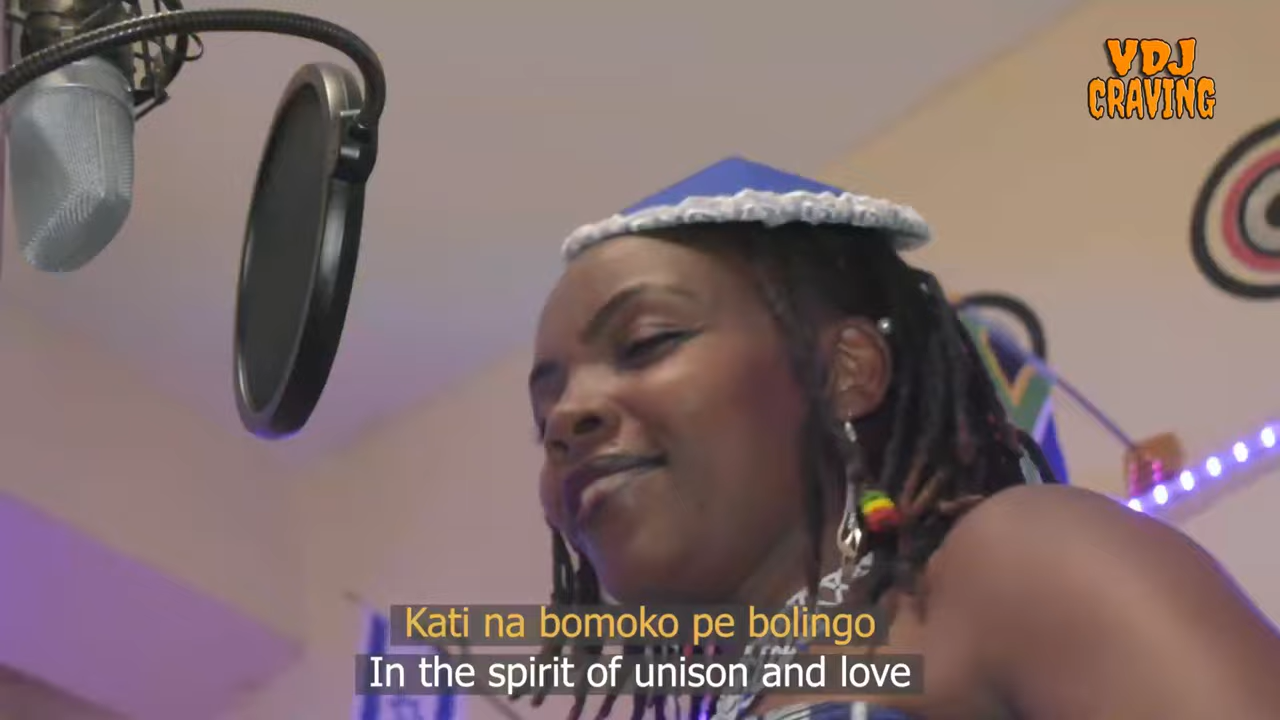 VDJ
CRAVING
Kati na bomoko pe bolingo
In the spirit of unison and love